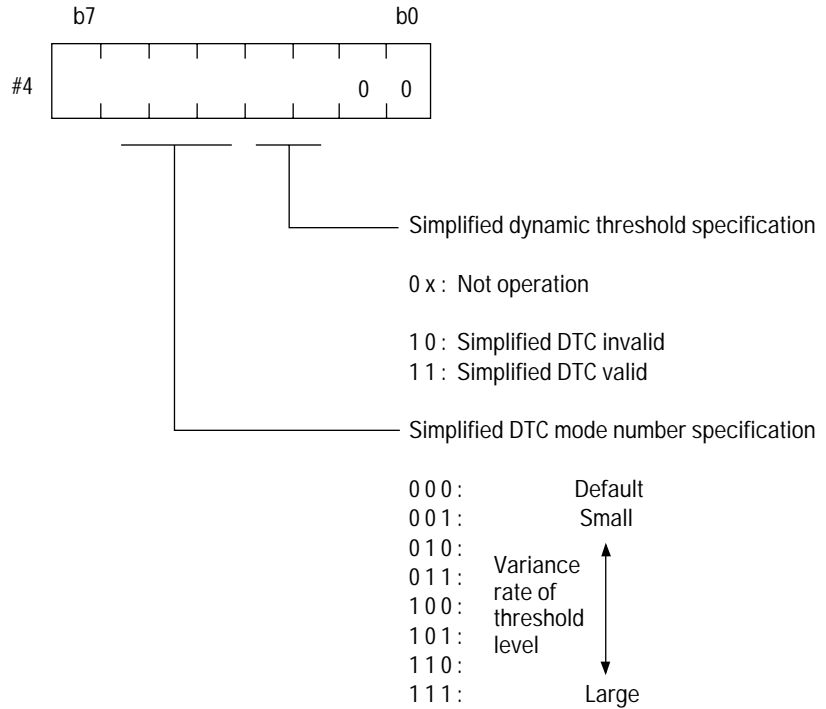 b7 b0
#4 0 0
Simplified dynamic threshold specification
0 x : Not operation
1 0 : Simplified DTC invalid
1 1 : Simplified DTC valid
Simplified DTC mode number specification
0 0 0 : Default
0 0 1 : Small
0 1 0 :
0 1 1 :
1 0 0 :
1 0 1 :
1 1 0 :
1 1 1 : Large
Variance
rate of
threshold
level